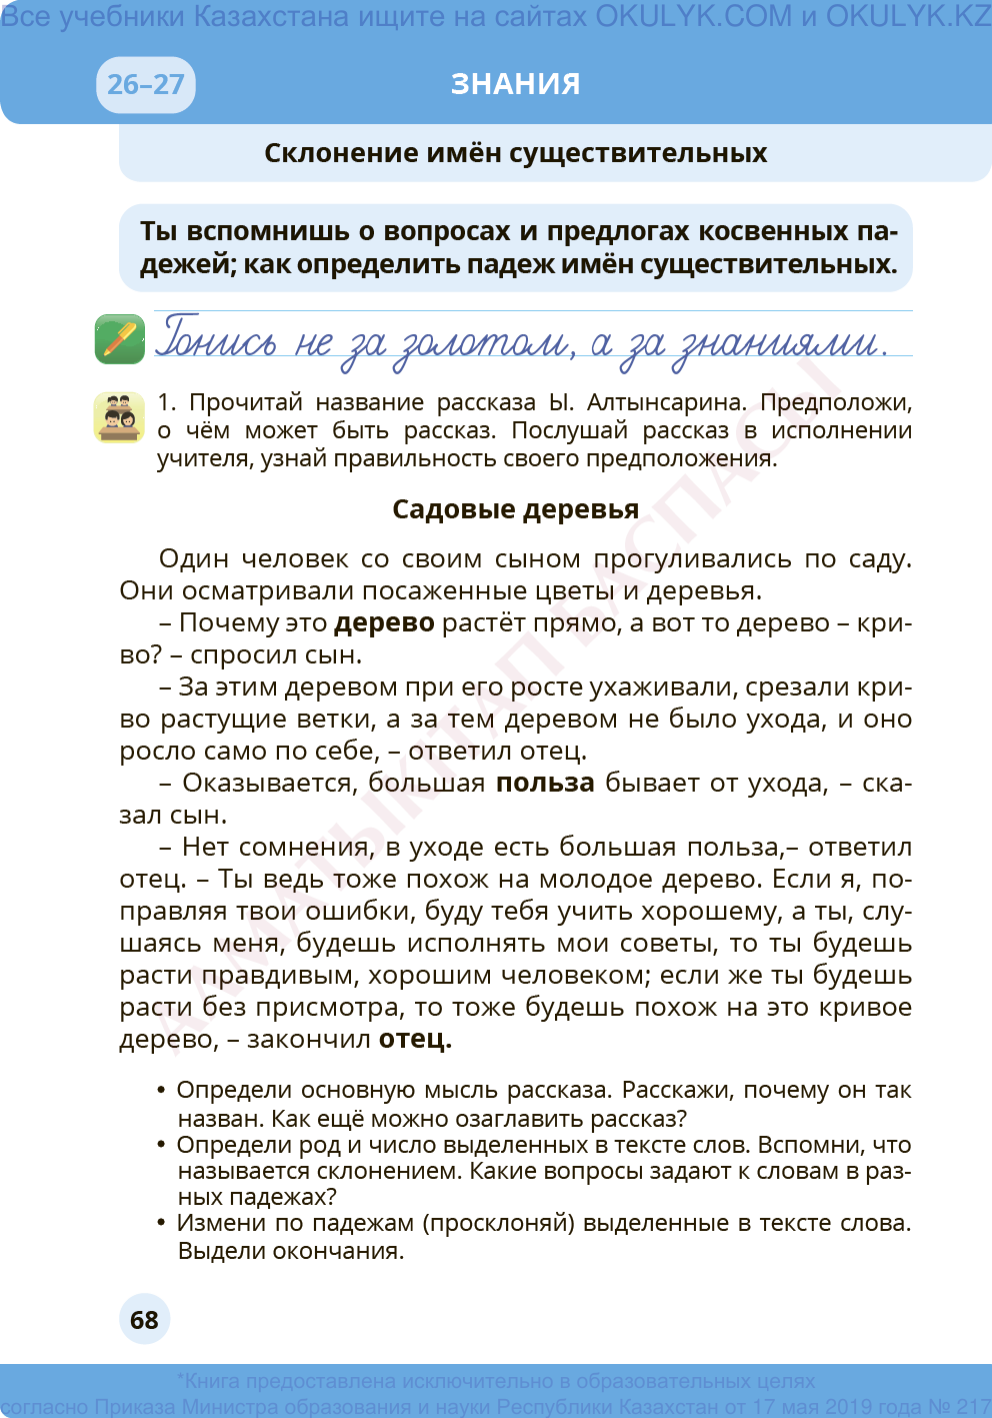 Все учебники Казахстана ищите на сайтах OKULYK.COM и OKULYK.KZ
26–27
ЗНАНИЯ
Склонение имён существительных
Ты вспомнишь о вопросах и предлогах косвенных па-
дежей; как определить падеж имён существительных.
Гонись не за золотом, а за знаниями.
1. Прочитай название рассказа Ы. Алтынсарина. Предположи,
о чём может быть рассказ. Послушай рассказ в исполнении
учителя, узнай правильность своего предположения.
Садовые деревья
Один человек со своим сыном прогуливались по саду.
Они осматривали посаженные цветы и деревья.
– Почему это дерево растёт прямо, а вот то дерево – кри-
во? – спросил сын.
– За этим деревом при его росте ухаживали, срезали кри-
во растущие ветки, а за тем деревом не было ухода, и оно
росло само по себе, – ответил отец.
– Оказывается, большая польза бывает от ухода, – ска-
зал сын.
– Нет сомнения, в уходе есть большая польза,– ответил
отец. – Ты ведь тоже похож на молодое дерево. Если я, по-
правляя твои ошибки, буду тебя учить хорошему, а ты, слу-
шаясь меня, будешь исполнять мои советы, то ты будешь
расти правдивым, хорошим человеком; если же ты будешь
расти без присмотра, то тоже будешь похож на это кривое
дерево, – закончил отец.
• Определи основную мысль рассказа. Расскажи, почему он так
назван. Как ещё можно озаглавить рассказ?
• Определи род и число выделенных в тексте слов. Вспомни, что
называется склонением. Какие вопросы задают к словам в раз-
ных падежах?
• Измени по падежам (просклоняй) выделенные в тексте слова.
Выдели окончания.
68
*Книга предоставлена исключительно в образовательных целях
согласно Приказа Министра образования и науки Республики Казахстан от 17 мая 2019 года № 217